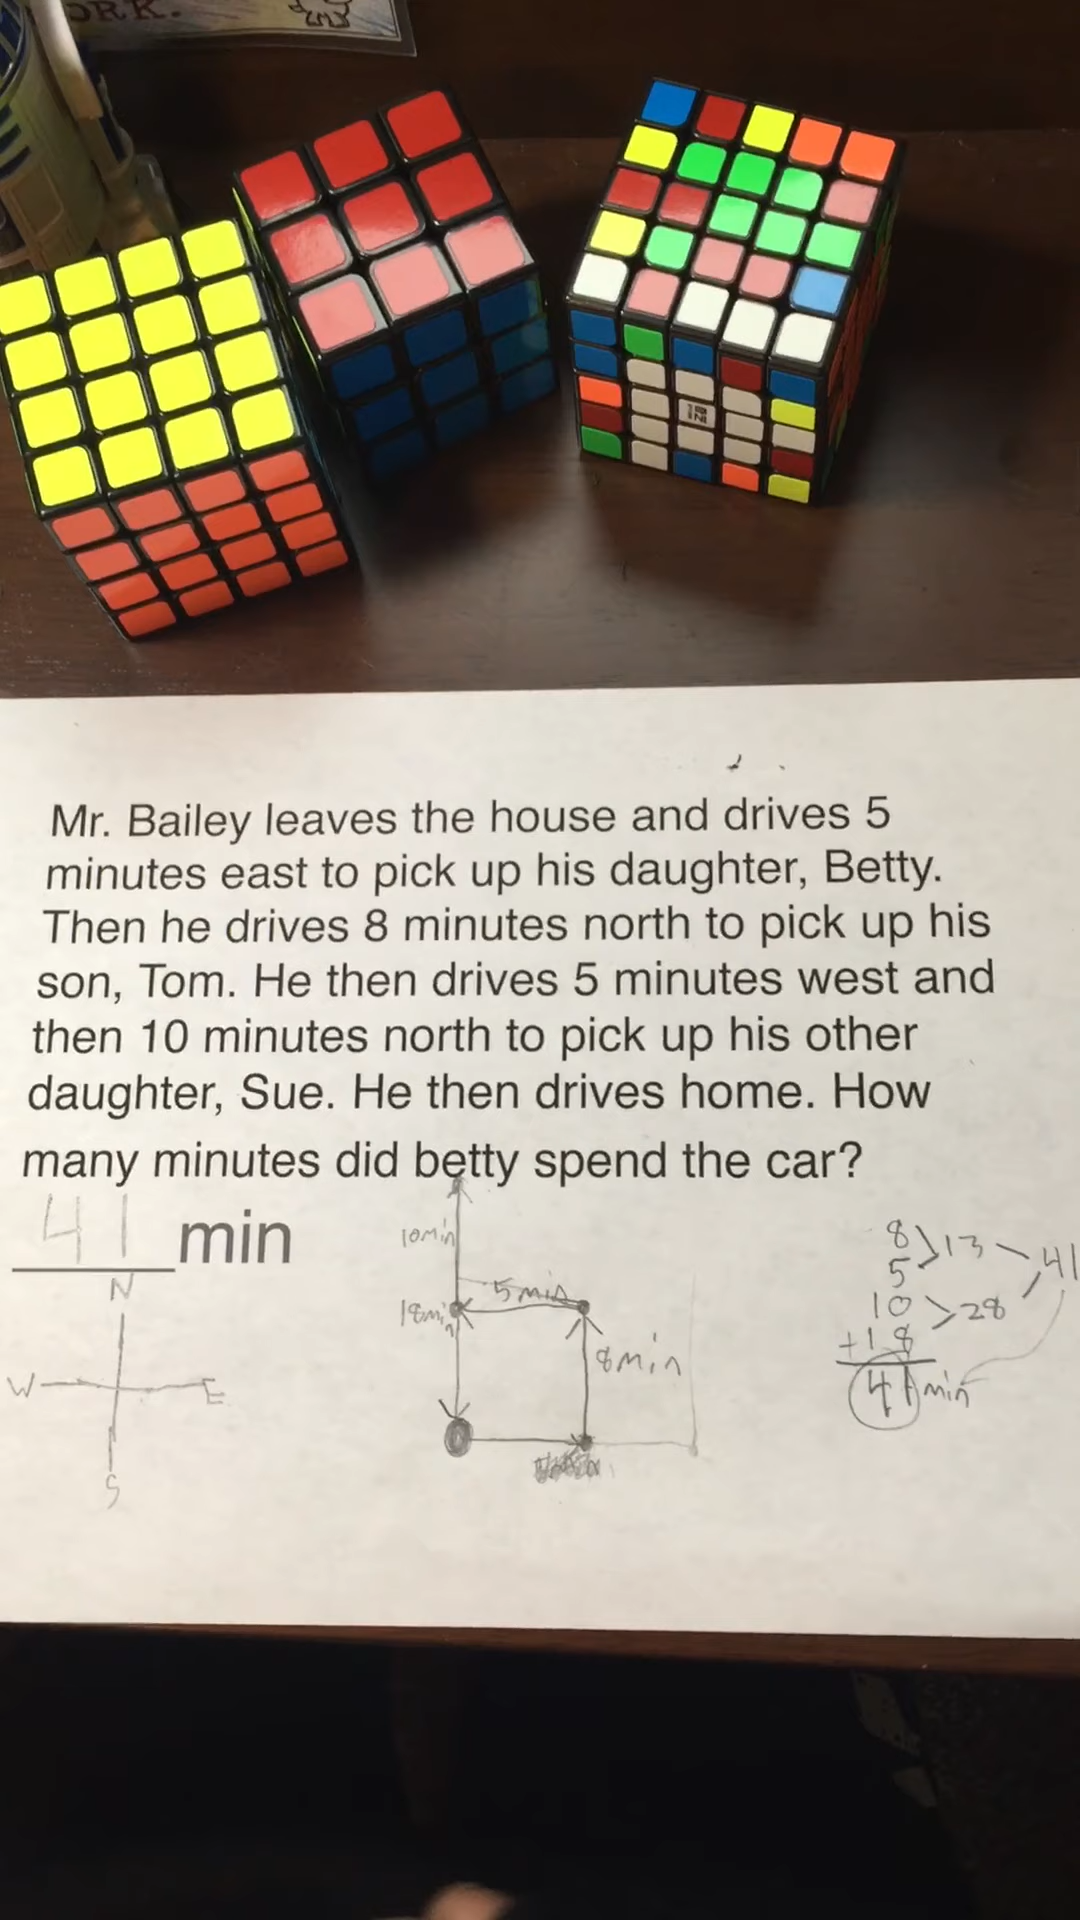 ORK.
Mr. Bailey leaves the house and drives 5
minutes east to pick up his daughter, Betty.
Then he drives 8 minutes north to pick up his
son, Tom. He then drives 5 minutes west and
then 10 minutes north to pick up his other
daughter, Sue. He then drives home. How
many minutes did betty spend the car?
41 min
N
W E
S
10min
5min
18min
8min
8 13 41
5
10 28
+18
41 min